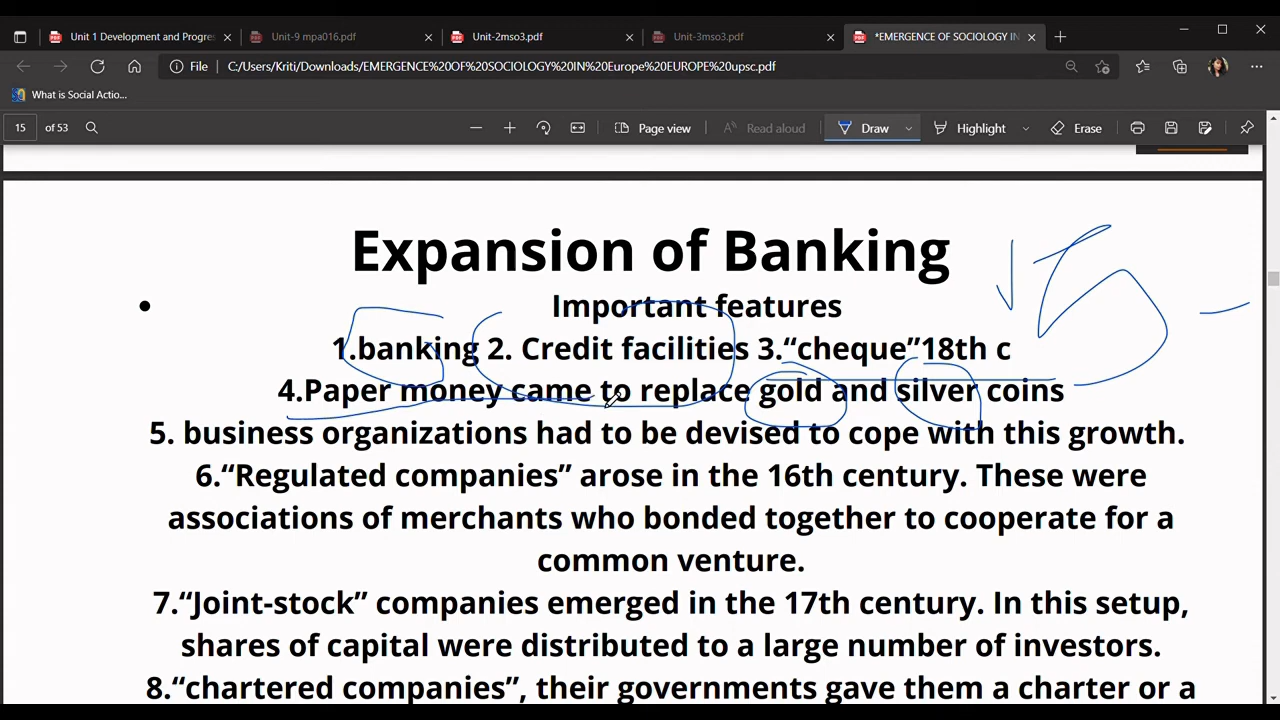 Unit 1 Development and Progres
Unit-9 mpa016.pdf
Unit-2mso3.pdf
Unit-3mso3.pdf
*EMERGENCE OF SOCIOLOGY IN
File C:/Users/Kriti/Downloads/EMERGENCE%20OF%20SOCIOLOGY%20IN%20Europe%20EUROPE%20upsc.pdf
What is Social Actio...
15 of 53 Page view Read aloud Draw Highlight Erase
Expansion of Banking
• Important features
1.banking 2. Credit facilities 3.“cheque”18th c
4.Paper money came to replace gold and silver coins
5. business organizations had to be devised to cope with this growth.
6.“Regulated companies” arose in the 16th century. These were
associations of merchants who bonded together to cooperate for a
common venture.
7.“Joint-stock” companies emerged in the 17th century. In this setup,
shares of capital were distributed to a large number of investors.
8.“chartered companies”, their governments gave them a charter or a